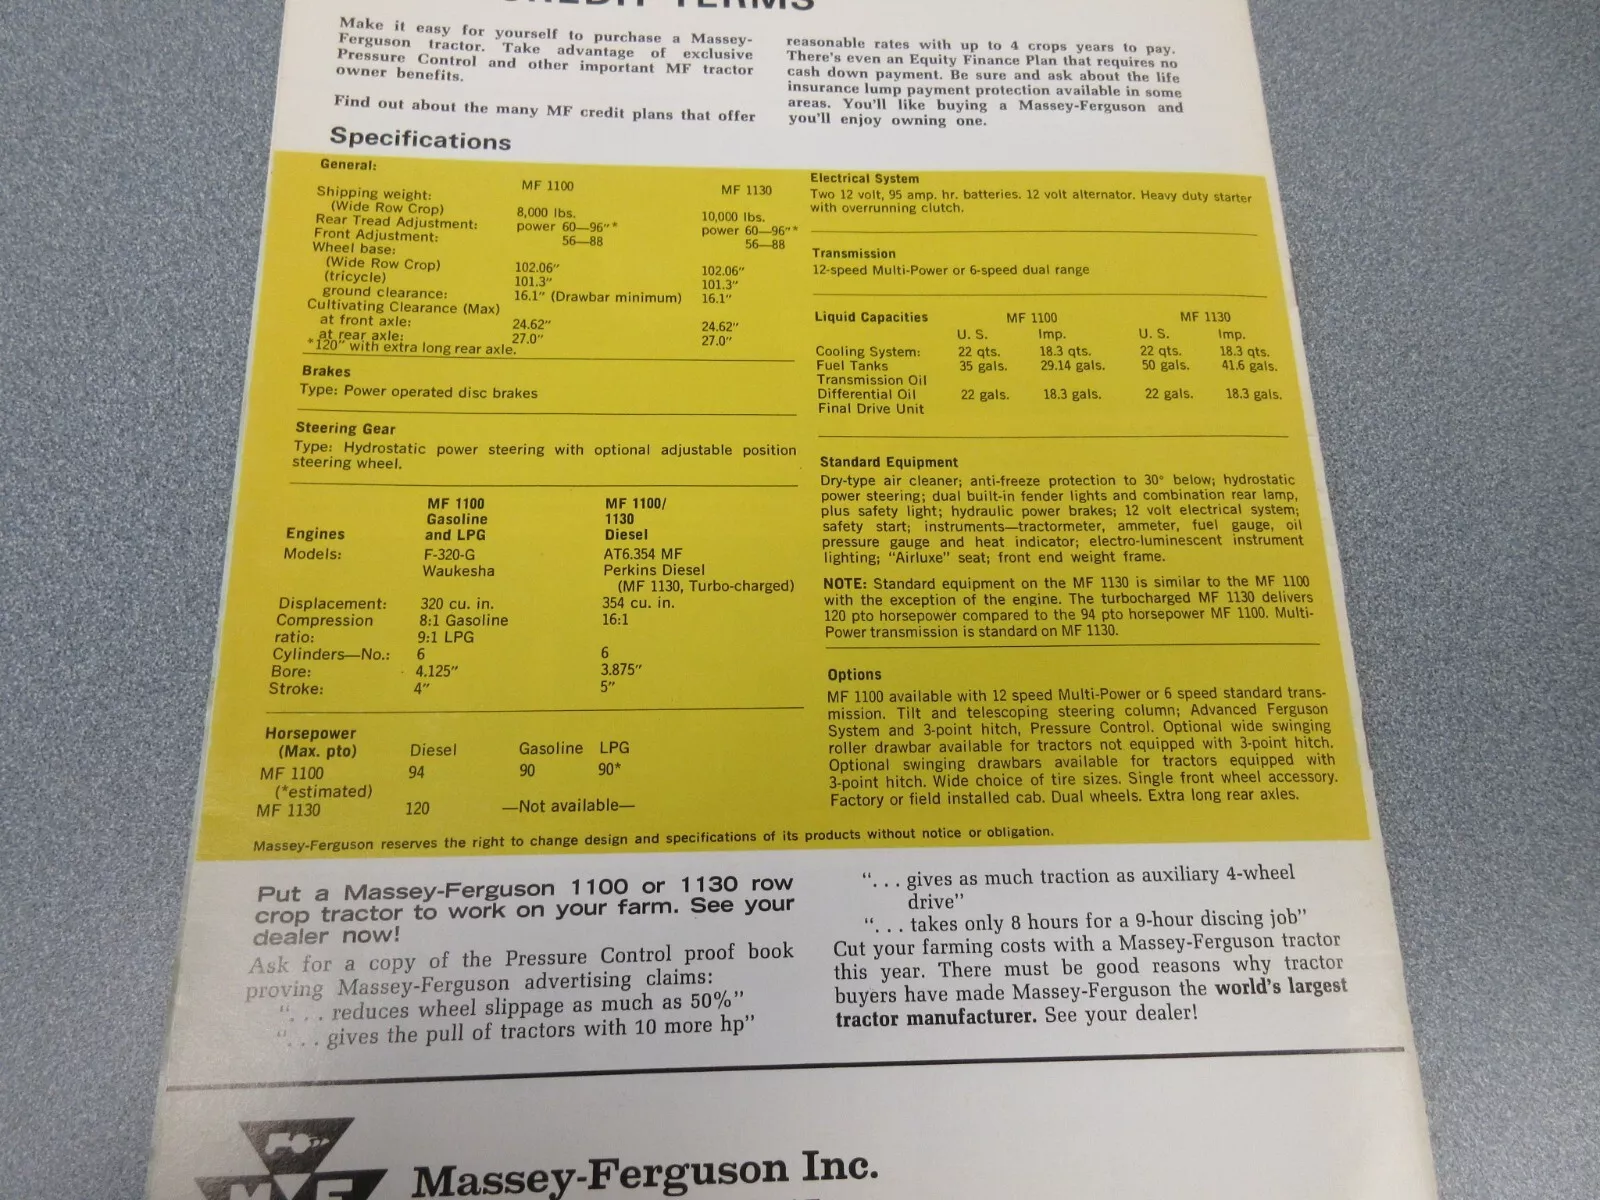 CREDIT TERMS
Make it easy for yourself to purchase a Massey-
Ferguson tractor. Take advantage of exclusive
Pressure Control and other important MF tractor
owner benefits.
Find out about the many MF credit plans that offer
reasonable rates with up to 4 crops years to pay.
There's even an Equity Finance Plan that requires no
cash down payment. Be sure and ask about the life
insurance lump payment protection available in some
areas. You'll like buying a Massey-Ferguson and
you'll enjoy owning one.
Specifications
General:
MF 1100 MF 1130
Shipping weight:
(Wide Row Crop) 8,000 lbs. 10,000 lbs.
Rear Tread Adjustment: power 60—96"* power 60—96"*
Front Adjustment: 56—88 56—88
Wheel base:
(Wide Row Crop) 102.06" 102.06"
(tricycle) 101.3" 101.3"
ground clearance: 16.1" (Drawbar minimum) 16.1"
Cultivating Clearance (Max)
at front axle: 24.62" 24.62"
at rear axle: 27.0" 27.0"
*120" with extra long rear axle.
Brakes
Type: Power operated disc brakes
Steering Gear
Type: Hydrostatic power steering with optional adjustable position
steering wheel.
MF 1100 MF 1100/
Gasoline 1130
Engines and LPG Diesel
Models: F-320-G AT6.354 MF
Waukesha Perkins Diesel
(MF 1130, Turbo-charged)
Displacement: 320 cu. in. 354 cu. in.
Compression 8:1 Gasoline 16:1
ratio: 9:1 LPG
Cylinders—No.: 6 6
Bore: 4.125" 3.875"
Stroke: 4" 5"
Horsepower
(Max. pto) Diesel Gasoline LPG
MF 1100 94 90 90*
(*estimated)
MF 1130 120 —Not available—
Electrical System
Two 12 volt, 95 amp. hr. batteries. 12 volt alternator. Heavy duty starter
with overrunning clutch.
Transmission
12-speed Multi-Power or 6-speed dual range
Liquid Capacities MF 1100 MF 1130
U. S. Imp. U. S. Imp.
Cooling System: 22 qts. 18.3 qts. 22 qts. 18.3 qts.
Fuel Tanks 35 gals. 29.14 gals. 50 gals. 41.6 gals.
Transmission Oil
Differential Oil 22 gals. 18.3 gals. 22 gals. 18.3 gals.
Final Drive Unit
Standard Equipment
Dry-type air cleaner; anti-freeze protection to 30° below; hydrostatic
power steering; dual built-in fender lights and combination rear lamp,
plus safety light; hydraulic power brakes; 12 volt electrical system;
safety start; instruments—tractormeter, ammeter, fuel gauge, oil
pressure gauge and heat indicator; electro-luminescent instrument
lighting; "Airluxe" seat; front end weight frame.
NOTE: Standard equipment on the MF 1130 is similar to the MF 1100
with the exception of the engine. The turbocharged MF 1130 delivers
120 pto horsepower compared to the 94 pto horsepower MF 1100. Multi-
Power transmission is standard on MF 1130.
Options
MF 1100 available with 12 speed Multi-Power or 6 speed standard trans-
mission. Tilt and telescoping steering column; Advanced Ferguson
System and 3-point hitch, Pressure Control. Optional wide swinging
roller drawbar available for tractors not equipped with 3-point hitch.
Optional swinging drawbars available for tractors equipped with
3-point hitch. Wide choice of tire sizes. Single front wheel accessory.
Factory or field installed cab. Dual wheels. Extra long rear axles.
Massey-Ferguson reserves the right to change design and specifications of its products without notice or obligation.
Put a Massey-Ferguson 1100 or 1130 row
crop tractor to work on your farm. See your
dealer now!
Ask for a copy of the Pressure Control proof book
proving Massey-Ferguson advertising claims:
"... reduces wheel slippage as much as 50%"
"... gives the pull of tractors with 10 more hp"
"... gives as much traction as auxiliary 4-wheel
drive"
"... takes only 8 hours for a 9-hour discing job"
Cut your farming costs with a Massey-Ferguson tractor
this year. There must be good reasons why tractor
buyers have made Massey-Ferguson the world's largest
tractor manufacturer. See your dealer!
MF
Massey-Ferguson Inc.